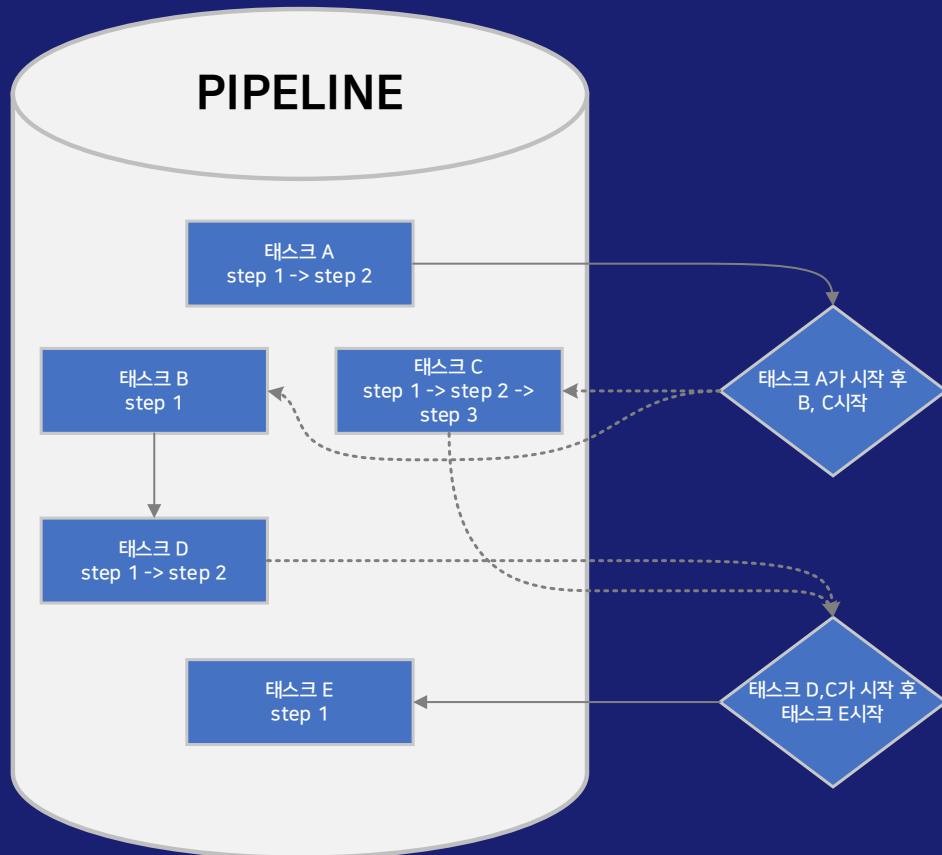 PIPELINE
태스크 A
step 1 -> step 2
태스크 B
step 1
태스크 C
step 1 -> step 2 ->
step 3
태스크 A가 시작 후
B, C시작
태스크 D
step 1 -> step 2
태스크 E
step 1
태스크 D,C가 시작 후
태스크 E시작